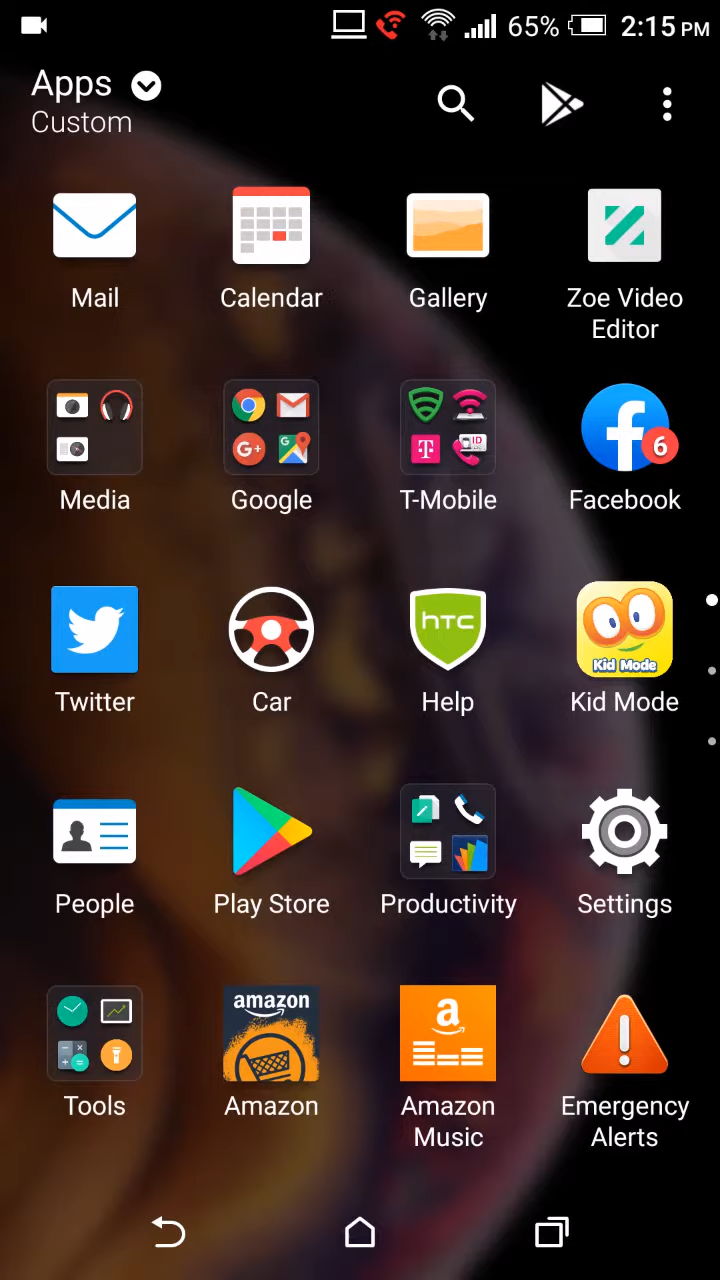 65% 2:15 PM
Apps
Custom
Mail Calendar Gallery Zoe Video
Editor
G+ G T ID 6
Media Google T-Mobile Facebook
hTC Kid Mode
Twitter Car Help Kid Mode
People Play Store Productivity Settings
amazon a
Tools Amazon Amazon Emergency
Music Alerts